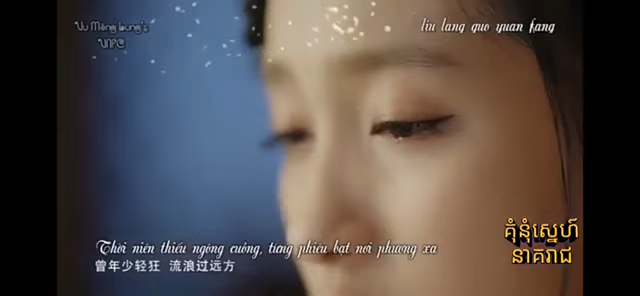 Vu Mông Lung's
VNFC
liu lang guo yuan fang
Thời niên thiếu ngông cuồng, từng phiêu bạt nơi phương xa
曾年少轻狂 流浪过远方
គុំនុំស្នេហ៍
នាគរាជ